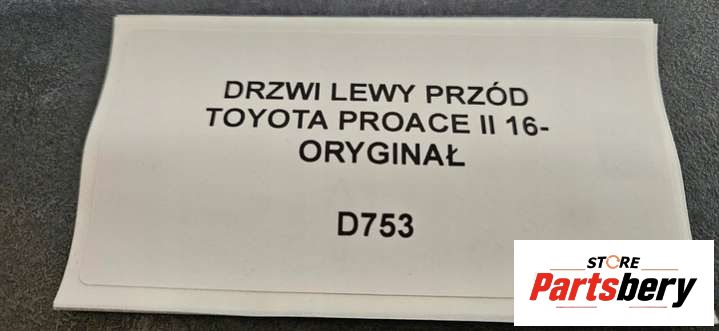 DRZWI LEWY PRZÓD
TOYOTA PROACE II 16-
ORYGINAŁ
D753
STORE
Partsbery